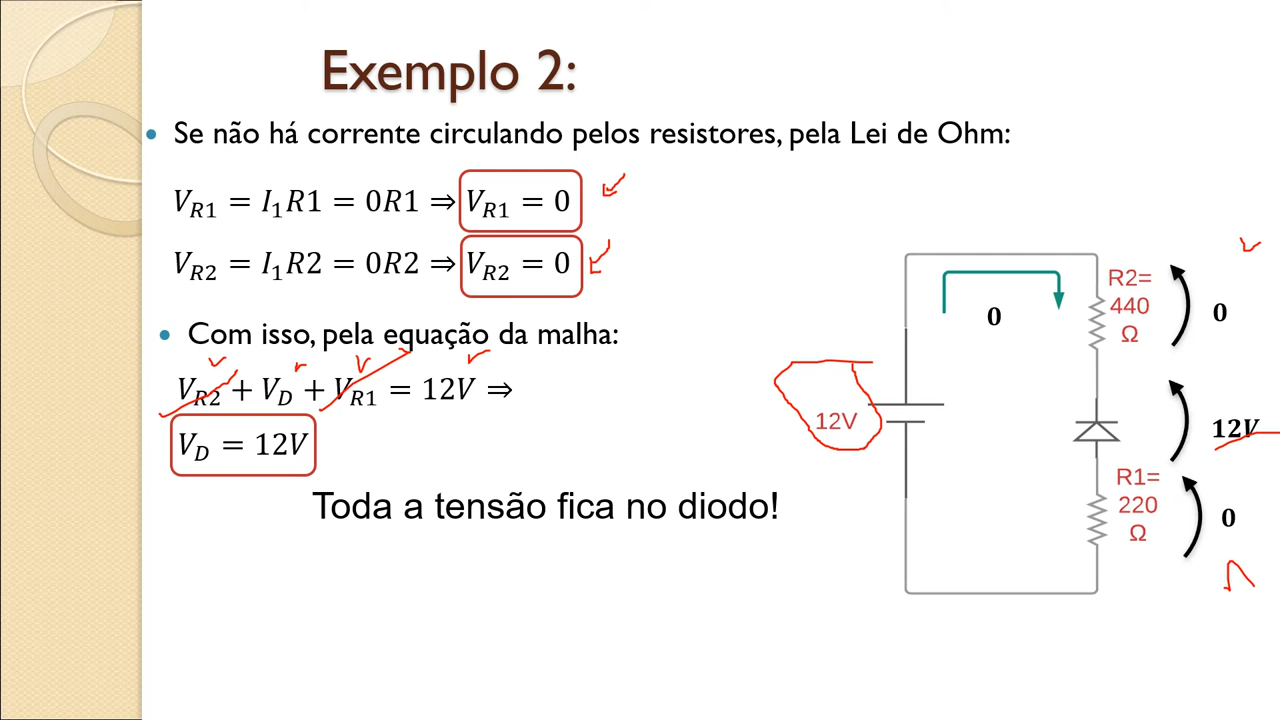 Exemplo 2:
Se não há corrente circulando pelos resistores, pela Lei de Ohm:
V_{R1} = I_1R1 = 0R1 ⇒ V_{R1} = 0
V_{R2} = I_1R2 = 0R2 ⇒ V_{R2} = 0
Com isso, pela equação da malha:
V_{R2} + V_D + V_{R1} = 12V ⇒
V_D = 12V
Toda a tensão fica no diodo!
0
12V
R2=
440
Ω
0
12V
R1=
220
Ω
0